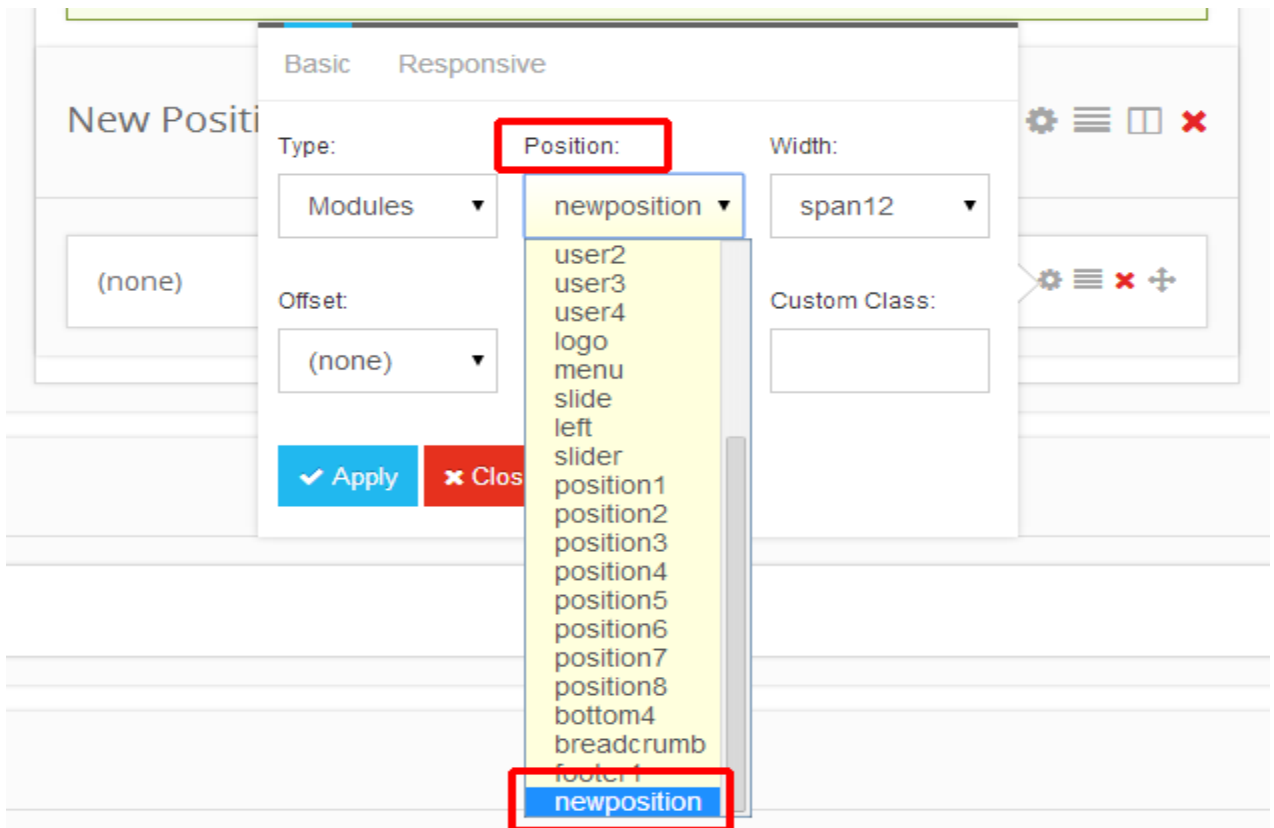 Basic Responsive
New Positi
Type: Position: Width:
Modules newposition span12
(none)
Offset: Custom Class:
(none)
Apply Clos
user2
user3
user4
logo
menu
slide
left
slider
position1
position2
position3
position4
position5
position6
position7
position8
bottom4
breadcrumb
footer1
newposition